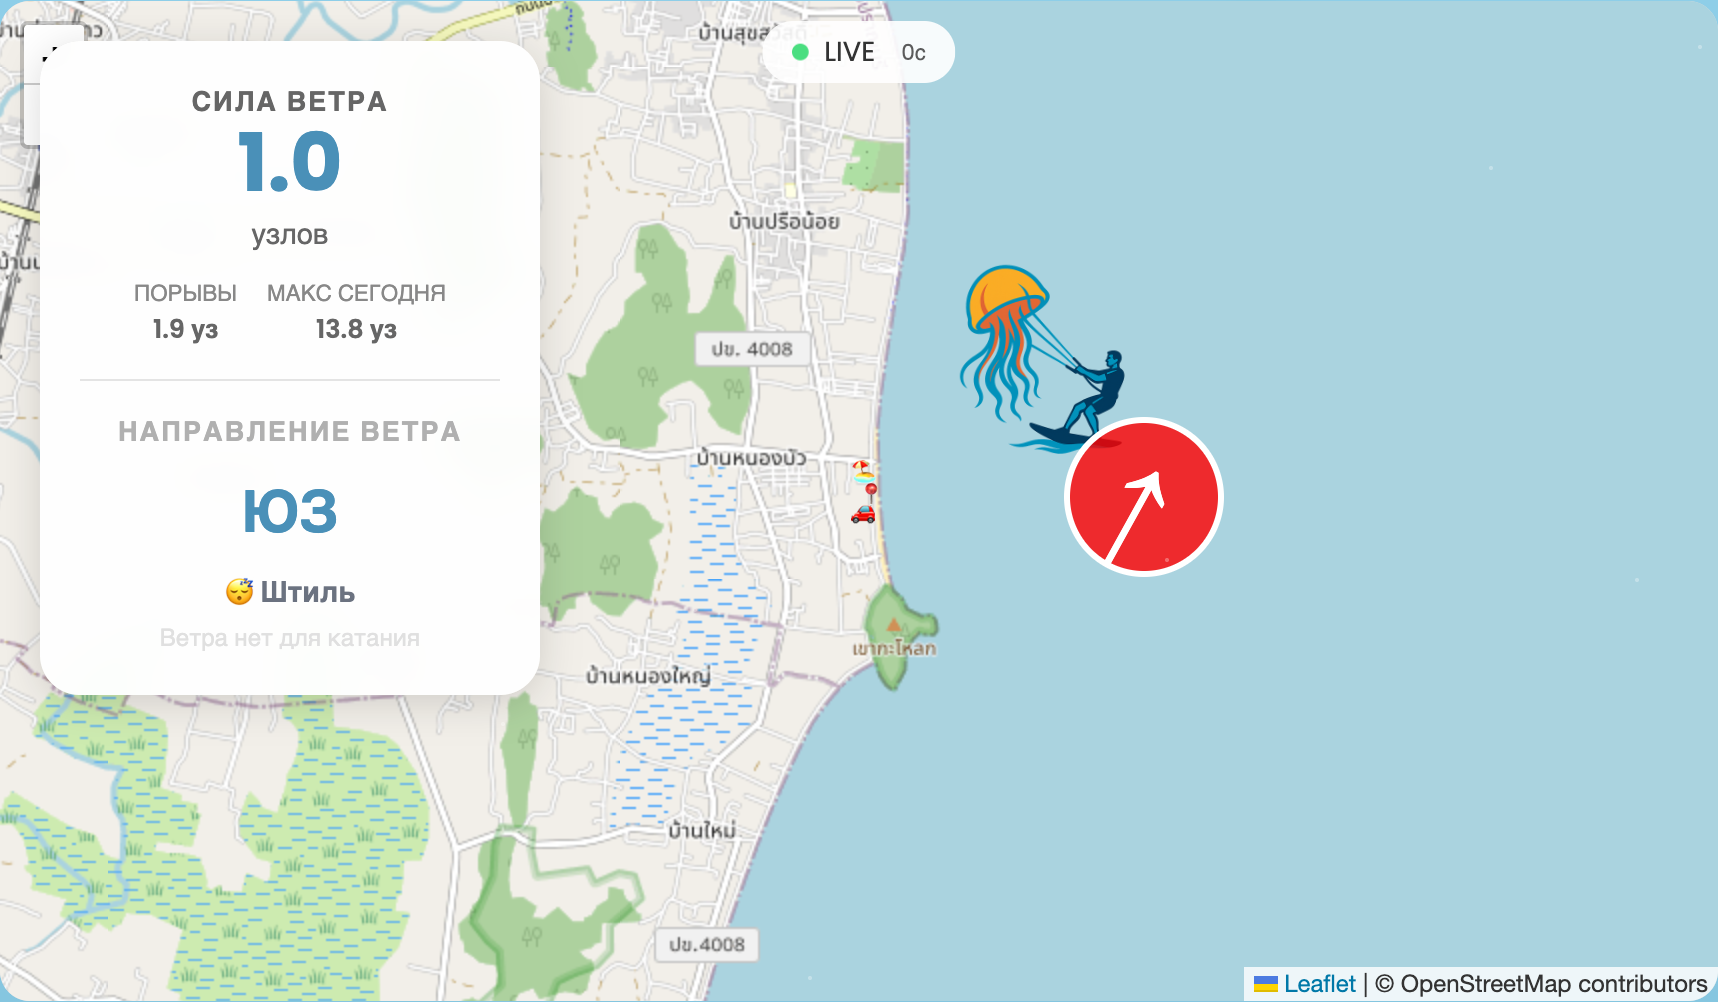 บ้านสุขสวัสดิ์
LIVE 0с
СИЛА ВЕТРА
1.0
узлов
ПОРЫВЫ МАКС СЕГОДНЯ
1.9 уз 13.8 уз
НАПРАВЛЕНИЕ ВЕТРА
ЮЗ
😴 Штиль
Ветра нет для катания
บ้านปรือน้อย
ปข. 4008
บ้านหนองบัว
เขากะโหลก
บ้านหนองใหญ่
บ้านใหม่
ปข.4008
Leaflet | © OpenStreetMap contributors